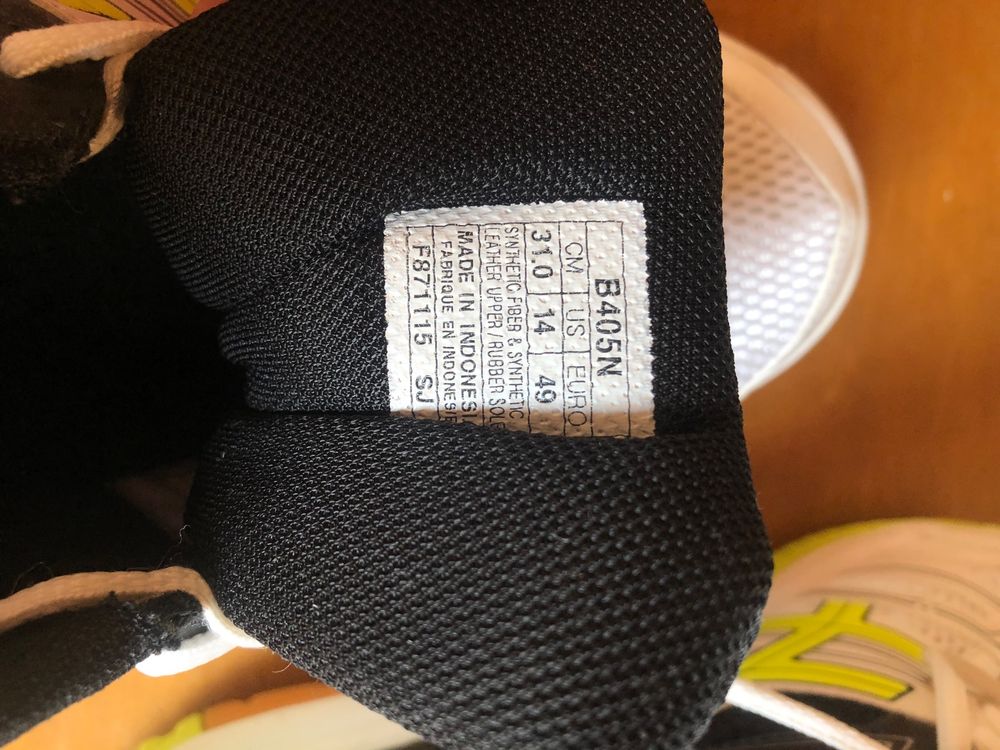 B405N
CM US EURO
31.0 14 49
SYNTHETIC FIBER & SYNTHETIC
LEATHER UPPER / RUBBER SOLE
MADE IN INDONESI
FABRIQUE EN INDONESIE
F871115 SJ